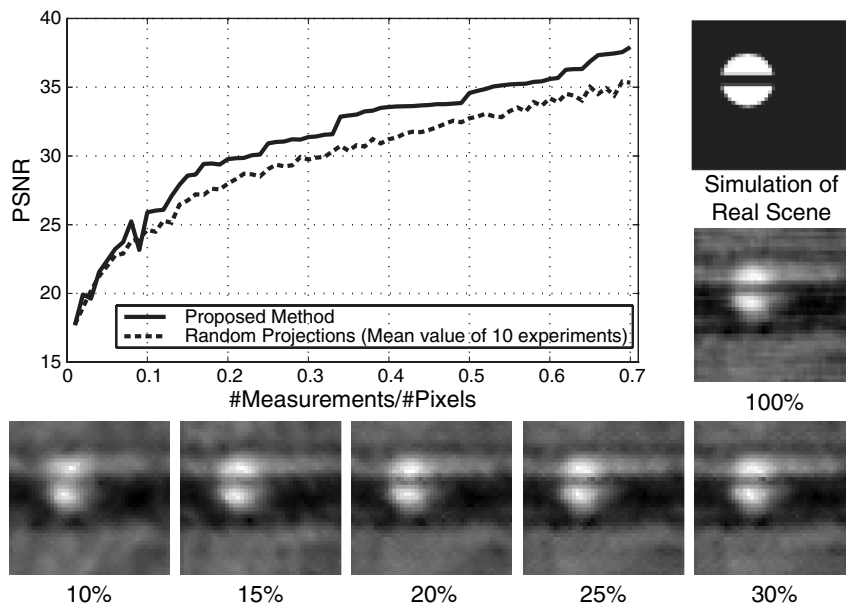 40
35
30
25
20
15
PSNR
Proposed Method
Random Projections (Mean value of 10 experiments)
0 0.1 0.2 0.3 0.4 0.5 0.6 0.7
#Measurements/#Pixels
Simulation of
Real Scene
100%
10% 15% 20% 25% 30%